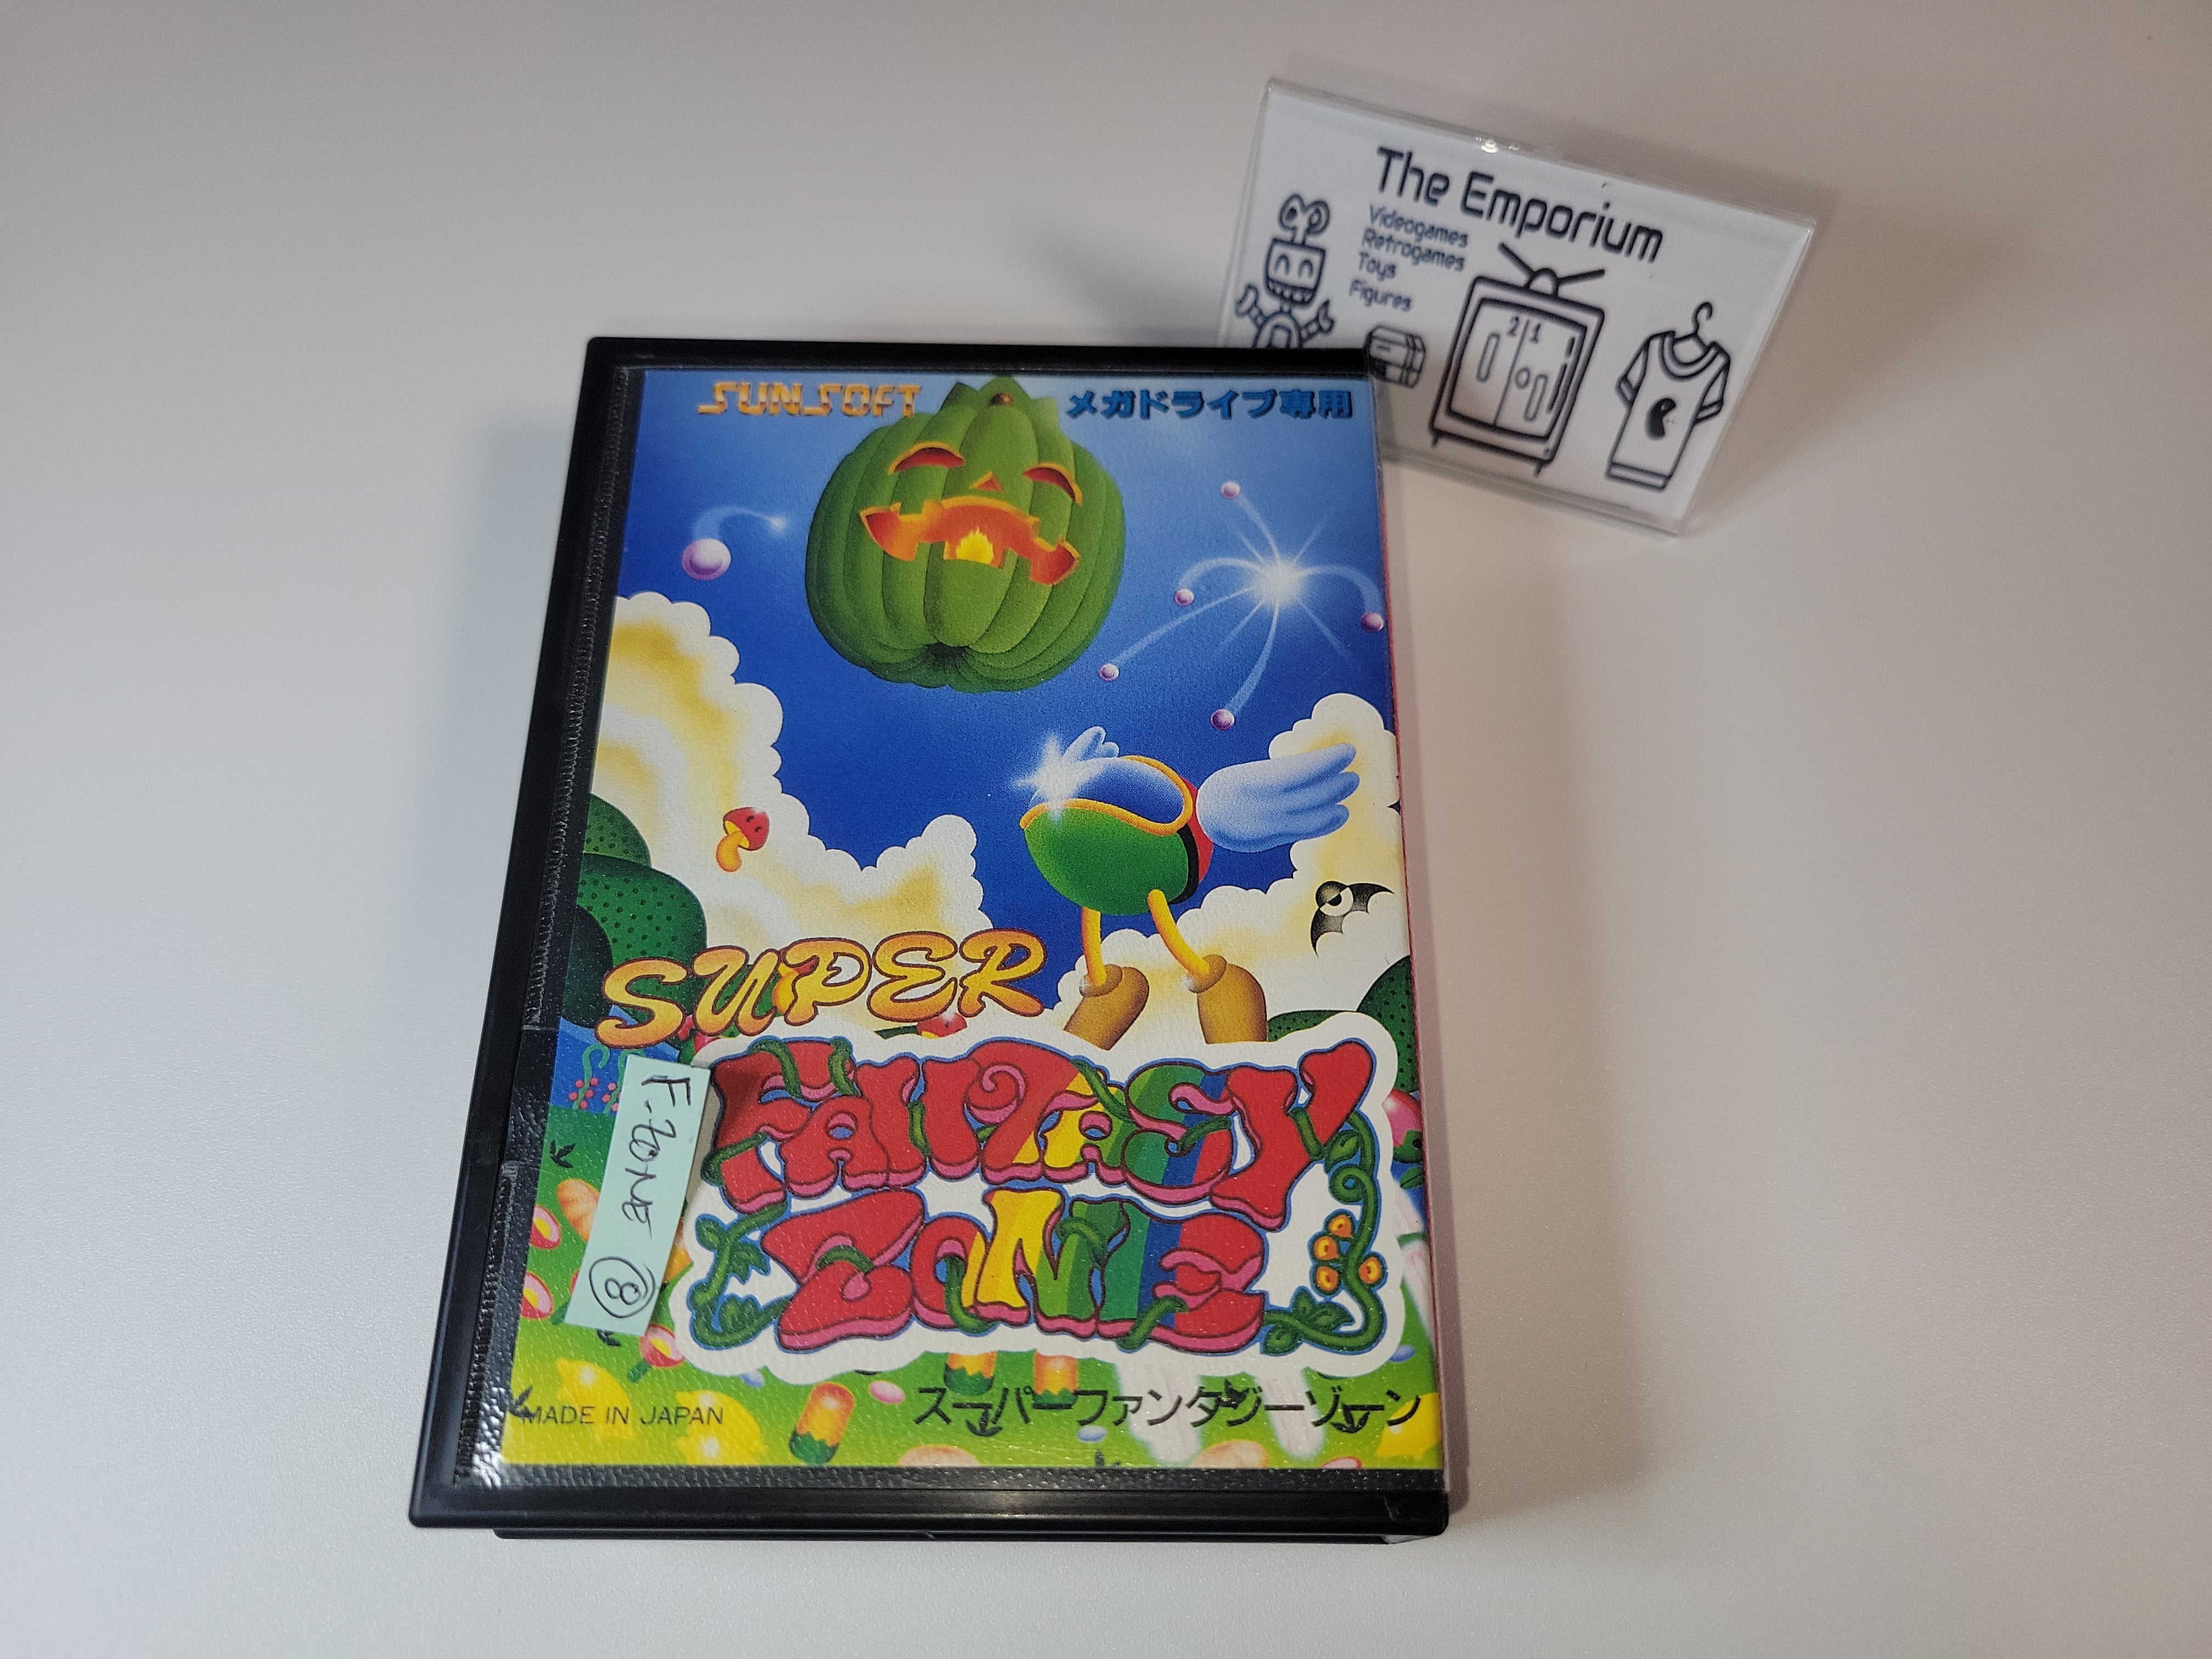 The Emporium
Videogames
Retrogames
Toys
Figures
2 1
SUNSOFT
メガドライブ専用
SUPER
FANTASY
ZONE
F-ZONE 8
MADE IN JAPAN
スーパーファンタジーゾーン